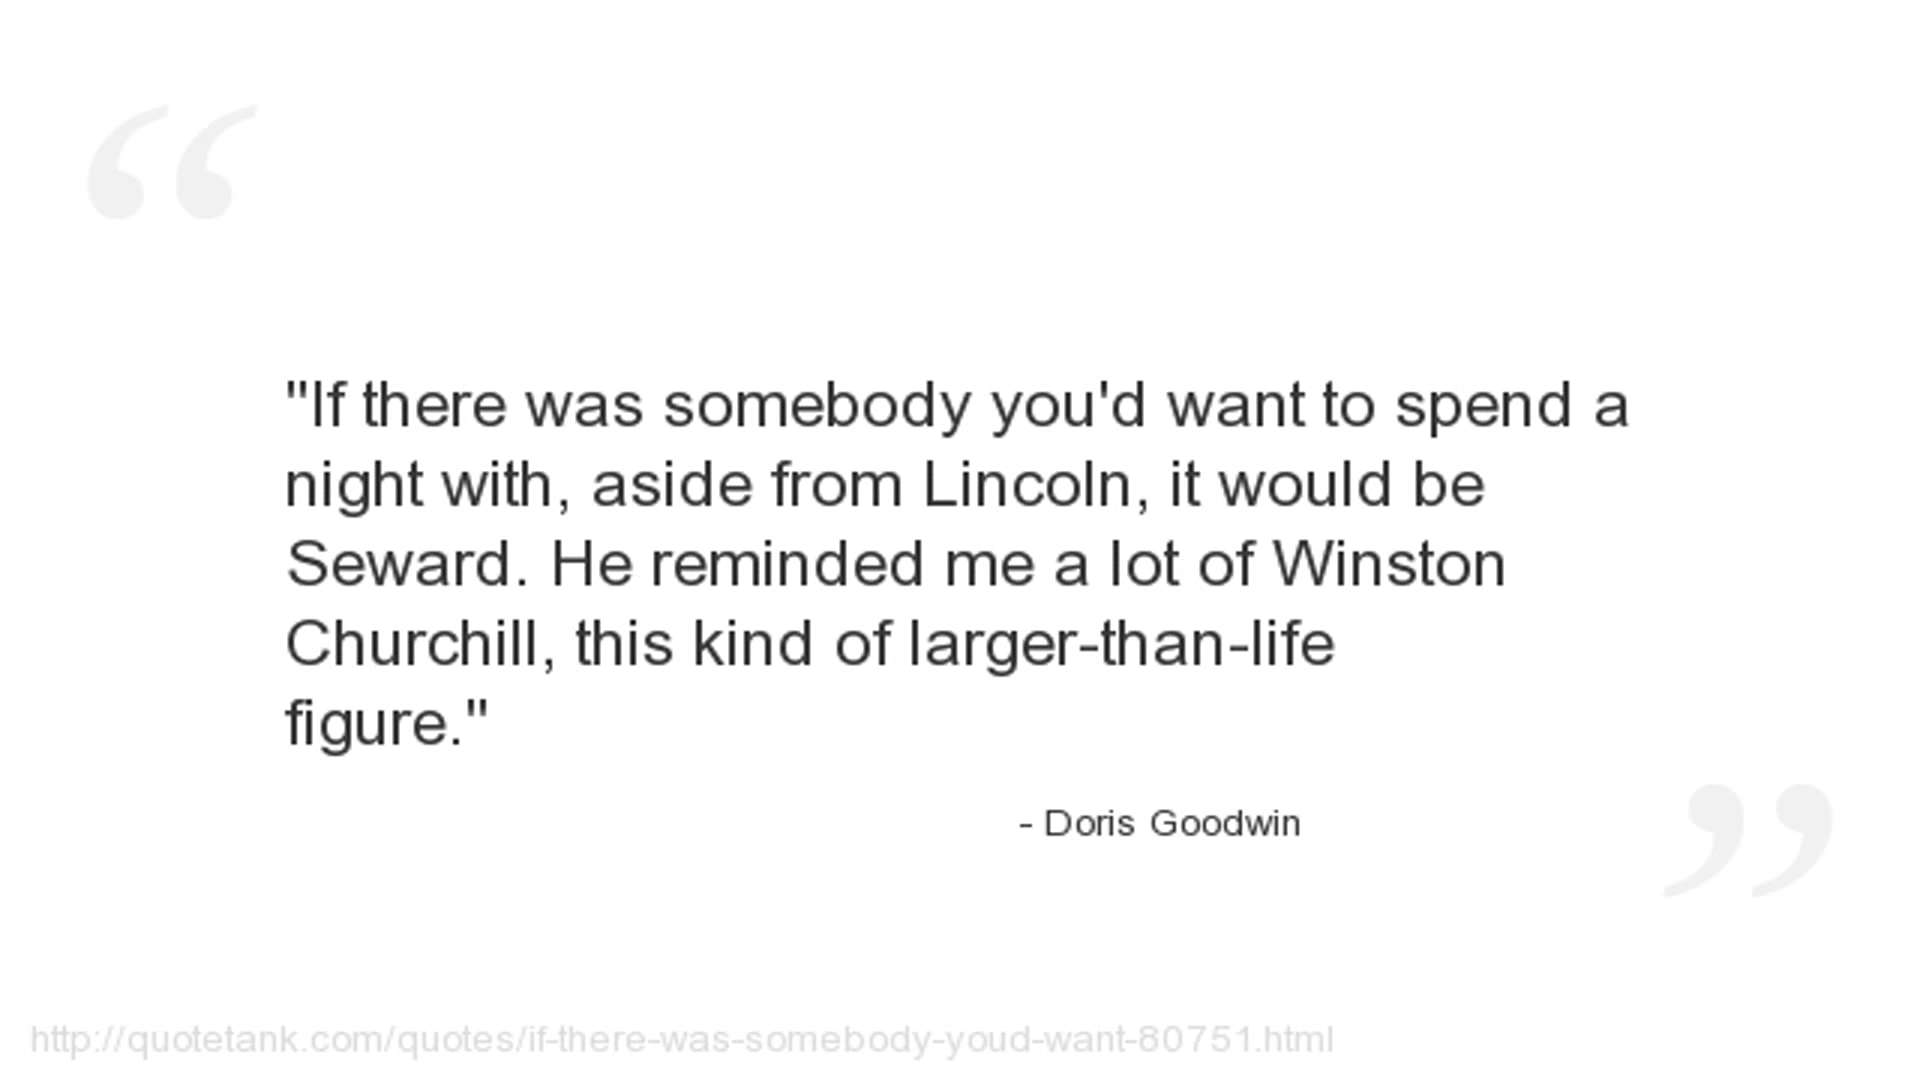 "If there was somebody you'd want to spend a
night with, aside from Lincoln, it would be
Seward. He reminded me a lot of Winston
Churchill, this kind of larger-than-life
figure."
- Doris Goodwin
http://quotetank.com/quotes/if-there-was-somebody-youd-want-80751.html